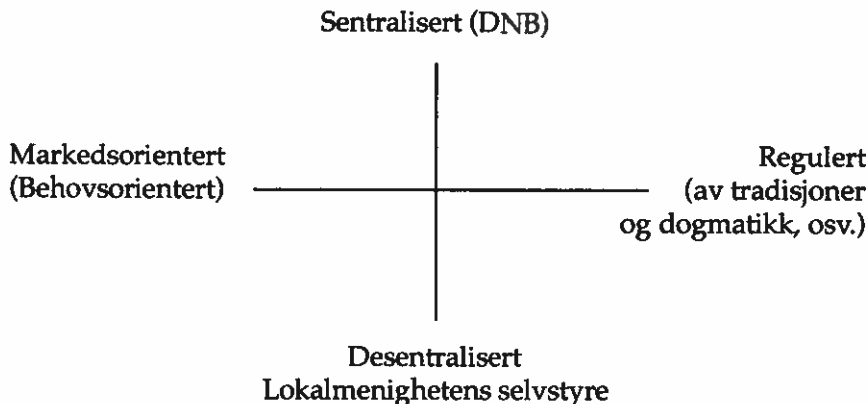 Sentralisert (DNB)
Markedsorientert
(Behovsorientert)
Regulert
(av tradisjoner
og dogmatikk, osv.)
Desentralisert
Lokalmenighetens selvstyre